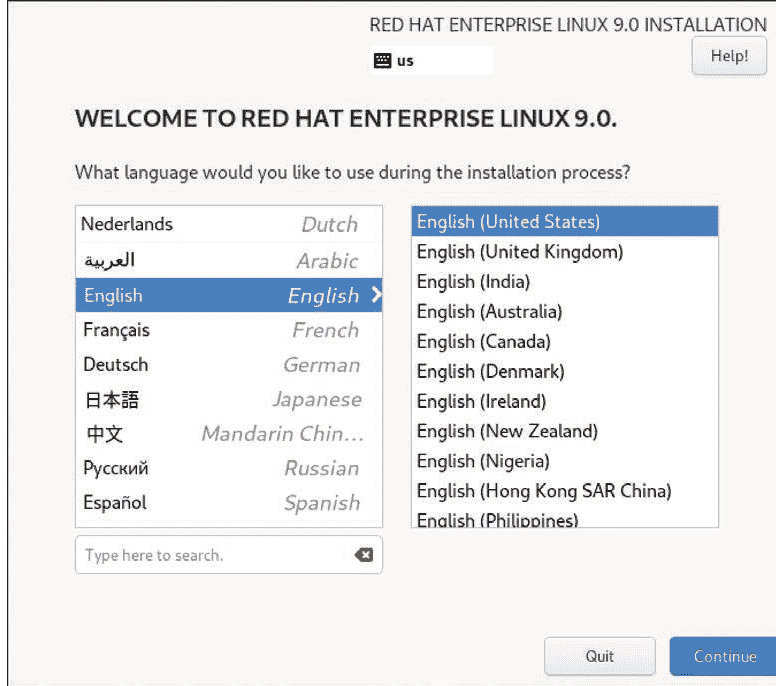 RED HAT ENTERPRISE LINUX 9.0 INSTALLATION
us
Help!
WELCOME TO RED HAT ENTERPRISE LINUX 9.0.
What language would you like to use during the installation process?
Nederlands Dutch
العربية Arabic
English English
Français French
Deutsch German
日本語 Japanese
中文 Mandarin Chin...
Русский Russian
Español Spanish
Type here to search.
English (United States)
English (United Kingdom)
English (India)
English (Australia)
English (Canada)
English (Denmark)
English (Ireland)
English (New Zealand)
English (Nigeria)
English (Hong Kong SAR China)
English (Philippines)
Quit
Continue